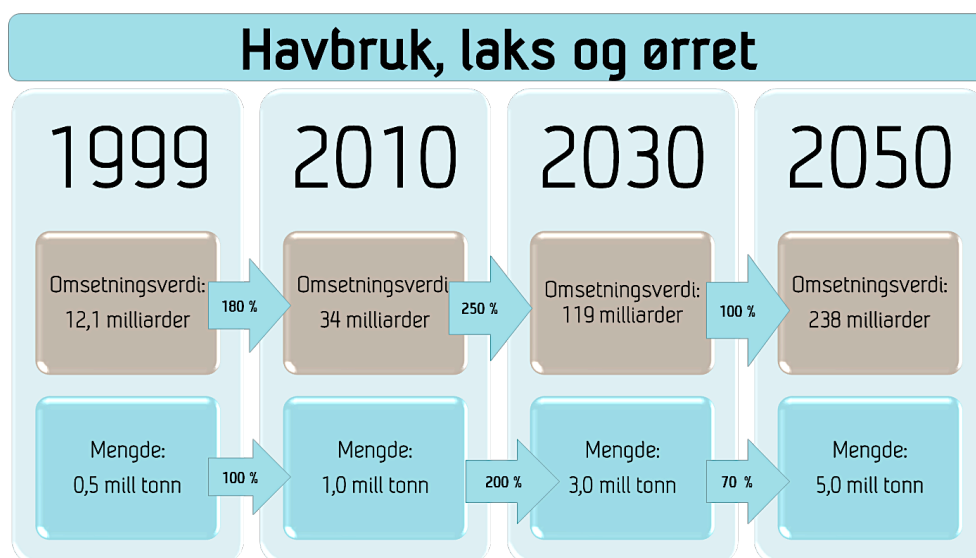 Havbruk, laks og ørret
1999
2010
2030
2050
Omsetningsverdi:
12,1 milliarder
180 %
Omsetningsverdi
34 milliarder
250 %
Omsetningsverdi:
119 milliarder
100 %
Omsetningsverdi:
238 milliarder
Mengde:
0,5 mill tonn
100 %
Mengde:
1,0 mill tonn
200 %
Mengde:
3,0 mill tonn
70 %
Mengde:
5,0 mill tonn